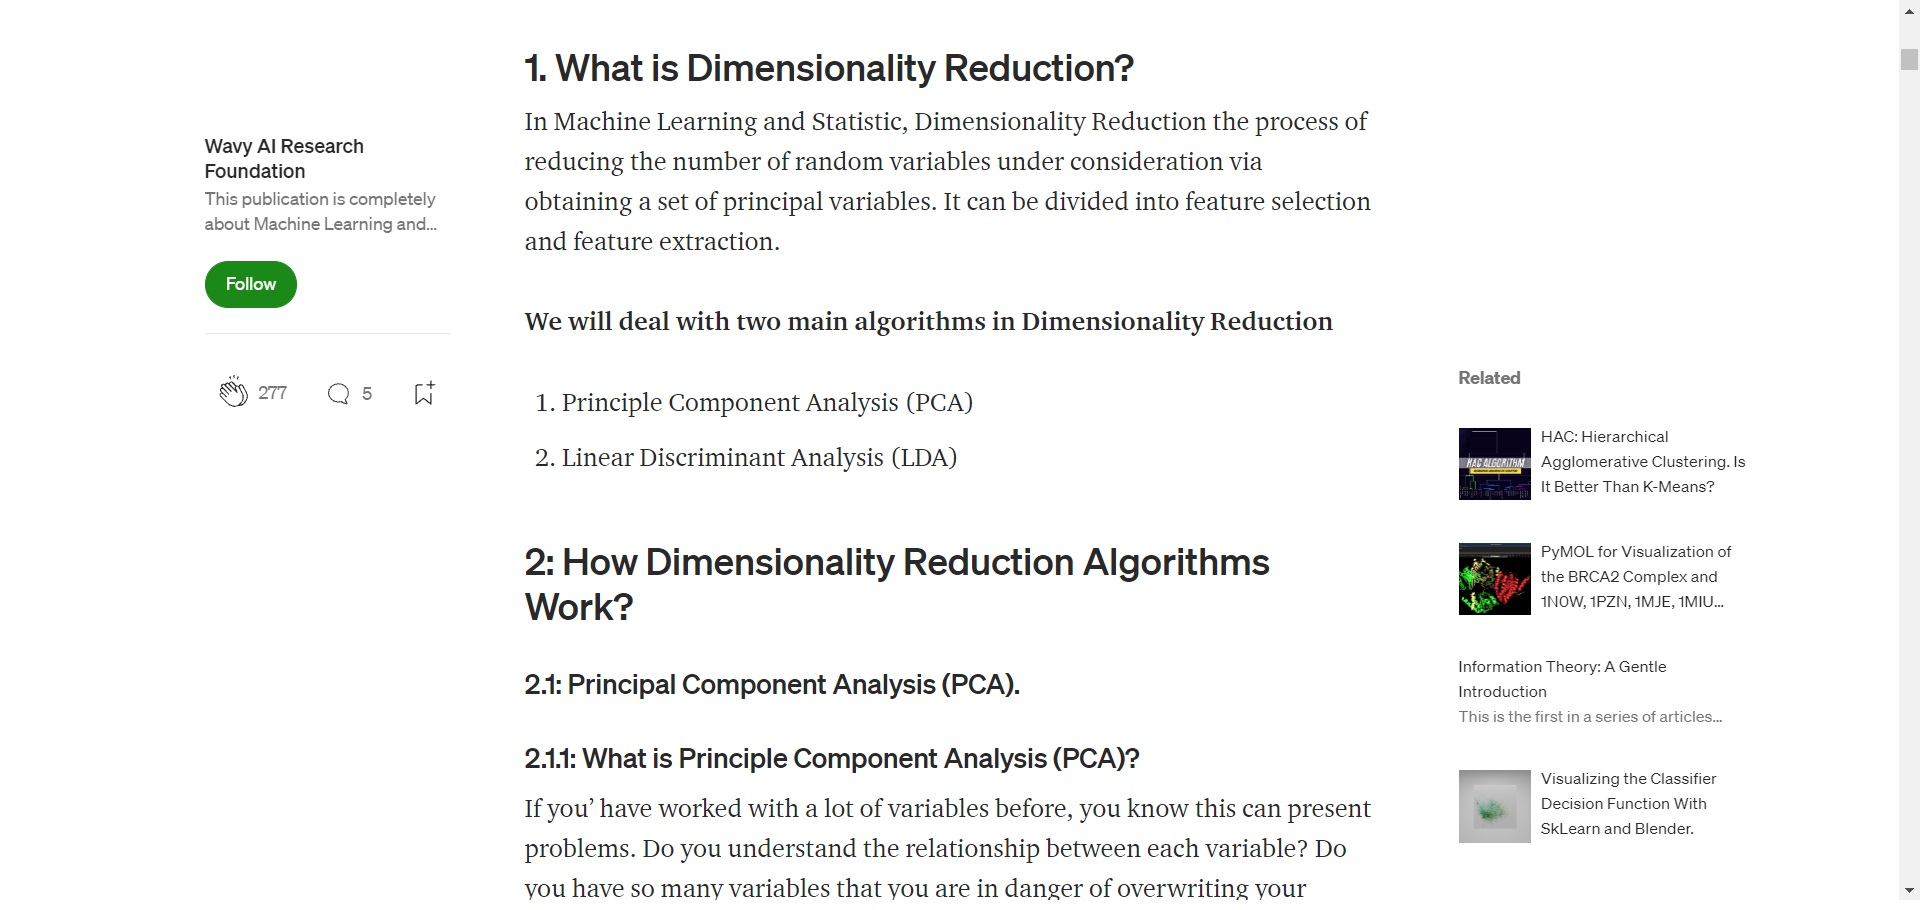 Wavy AI Research
Foundation
This publication is completely
about Machine Learning and...
Follow
277
5
1. What is Dimensionality Reduction?
In Machine Learning and Statistic, Dimensionality Reduction the process of
reducing the number of random variables under consideration via
obtaining a set of principal variables. It can be divided into feature selection
and feature extraction.
We will deal with two main algorithms in Dimensionality Reduction
1. Principle Component Analysis (PCA)
2. Linear Discriminant Analysis (LDA)
2: How Dimensionality Reduction Algorithms
Work?
2.1: Principal Component Analysis (PCA).
2.1.1: What is Principle Component Analysis (PCA)?
If you’ have worked with a lot of variables before, you know this can present
problems. Do you understand the relationship between each variable? Do
you have so many variables that you are in danger of overwriting your
Related
HAC ALGORITHM
HAC: Hierarchical
Agglomerative Clustering. Is
It Better Than K-Means?
PyMOL for Visualization of
the BRCA2 Complex and
1N0W, 1PZN, 1MJE, 1MIU...
Information Theory: A Gentle
Introduction
This is the first in a series of articles...
Visualizing the Classifier
Decision Function With
SkLearn and Blender.